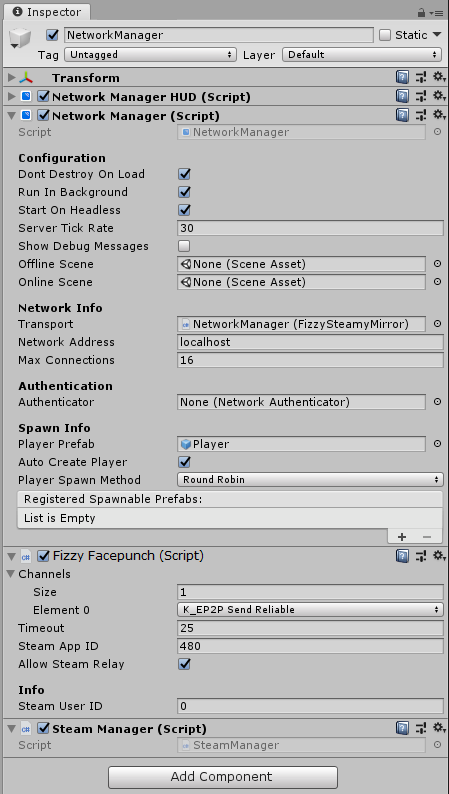 Inspector
NetworkManager Static
Tag Untagged Layer Default
Transform
Network Manager HUD (Script)
Network Manager (Script)
Script NetworkManager
Configuration
Dont Destroy On Load
Run In Background
Start On Headless
Server Tick Rate 30
Show Debug Messages
Offline Scene None (Scene Asset)
Online Scene None (Scene Asset)
Network Info
Transport NetworkManager (FizzySteamyMirror)
Network Address localhost
Max Connections 16
Authentication
Authenticator None (Network Authenticator)
Spawn Info
Player Prefab Player
Auto Create Player
Player Spawn Method Round Robin
Registered Spawnable Prefabs:
List is Empty
Fizzy Facepunch (Script)
Channels
Size 1
Element 0 K_EP2P Send Reliable
Timeout 25
Steam App ID 480
Allow Steam Relay
Info
Steam User ID 0
Steam Manager (Script)
Script SteamManager
Add Component